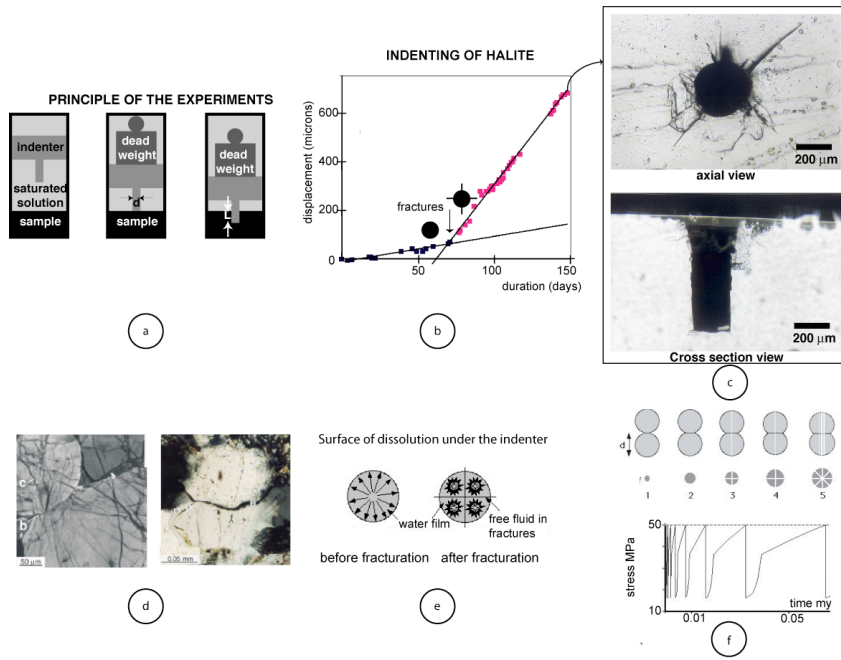 PRINCIPLE OF THE EXPERIMENTS
indenter
saturated
solution
sample
dead
weight
d
sample
dead
weight
L
a
INDENTING OF HALITE
displacement (microns)
600
400
200
0
0
50
100
150
fractures
duration (days)
b
200 µm
axial view
200 µm
Cross section view
c
c
b
50 µm
0.05 mm
d
Surface of dissolution under the indenter
water film
free fluid in
fractures
before fracturation
after fracturation
e
d
1
2
3
4
5
stress MPa
50
10
time my
0.01
0.05
f